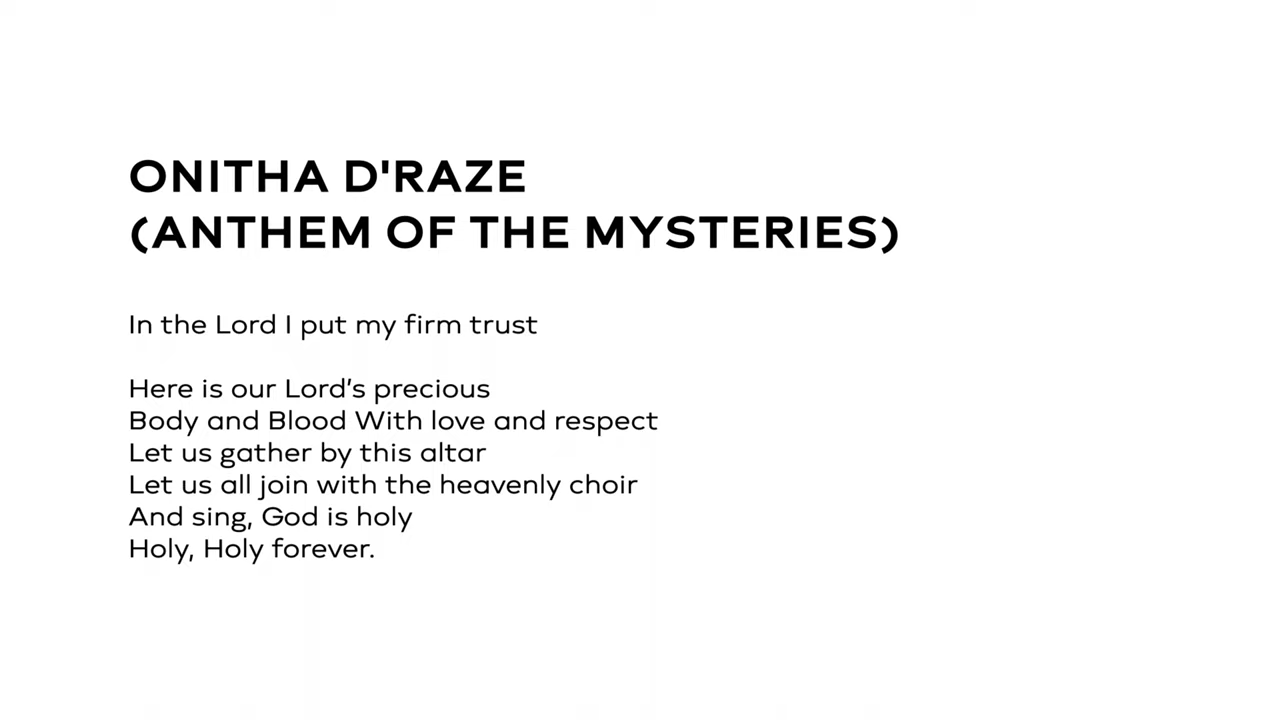 ONITHA D'RAZE
(ANTHEM OF THE MYSTERIES)
In the Lord I put my firm trust
Here is our Lord’s precious
Body and Blood With love and respect
Let us gather by this altar
Let us all join with the heavenly choir
And sing, God is holy
Holy, Holy forever.